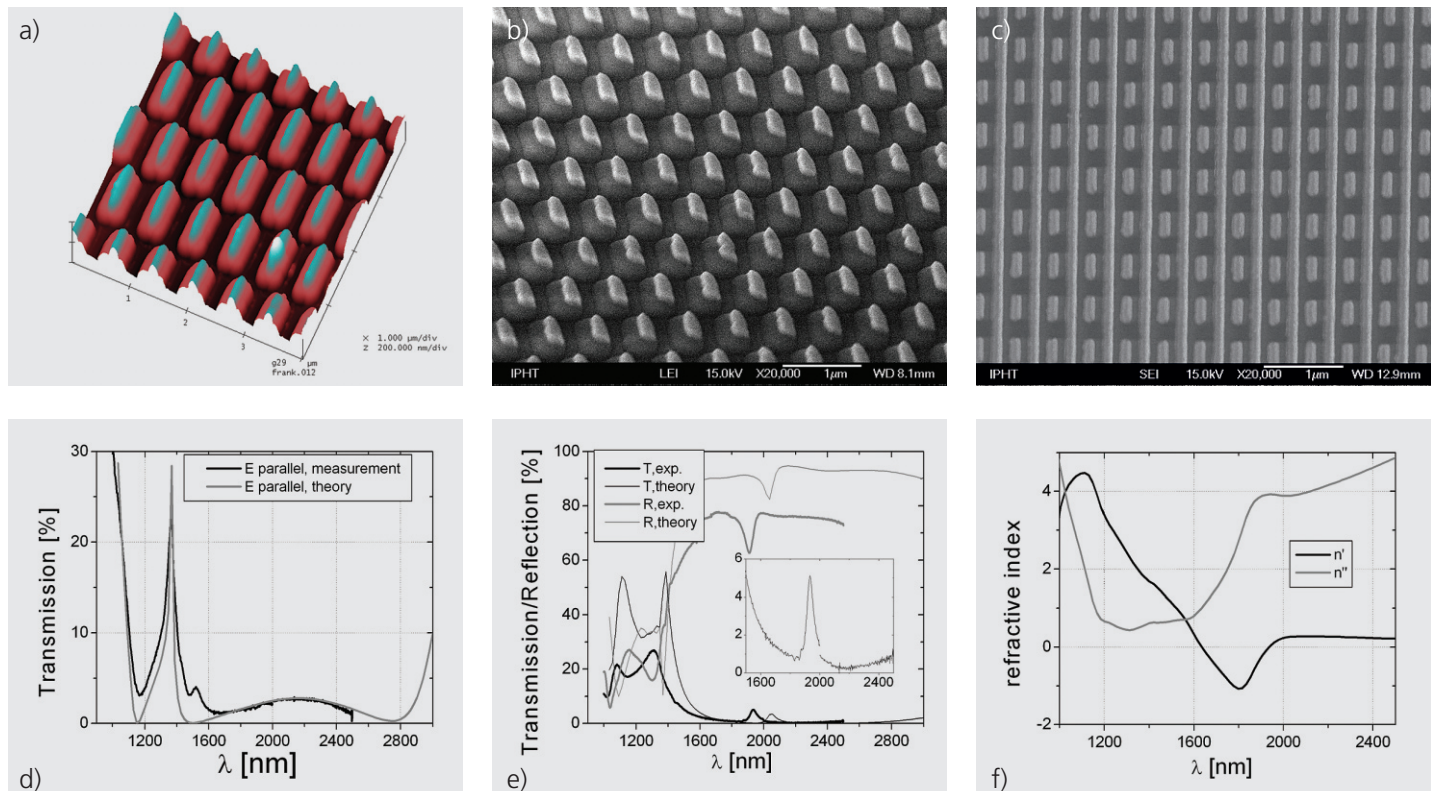 a)
1
2
3
X 1.000 µm/div
Z 200.000 nm/div
g29 µm
frank.012
b)
IPHT LEI 15.0kV X20,000 1µm WD 8.1mm
c)
IPHT SEI 15.0kV X20,000 1µm WD 12.9mm
30
20
10
0
Transmission [%]
E parallel, measurement
E parallel, theory
1200 1600 2000 2400 2800
λ [nm]
d)
100
80
60
40
20
0
Transmission/Reflection [%]
T,exp.
T,theory
R,exp.
R,theory
6
4
2
0
1500 2000 2500
1200 1600 2000 2400 2800
λ [nm]
e)
4
2
0
-2
refractive index
n'
n''
1200 1600 2000 2400
λ [nm]
f)